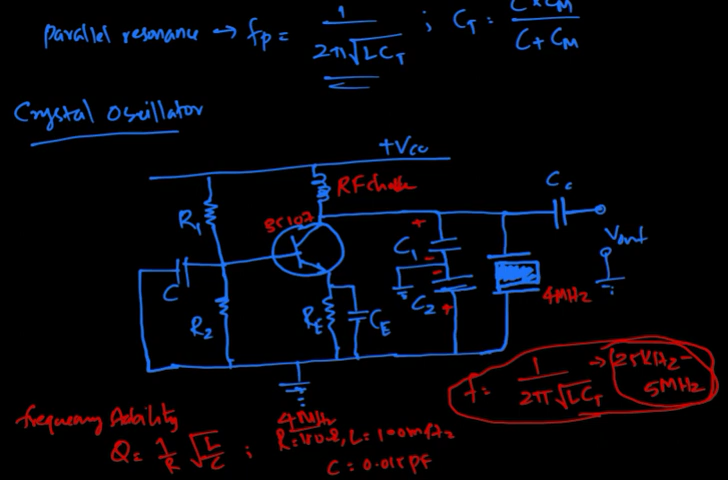 Parallel resonance → fp = 1 / 2π√LCT ; CT = C × CM / C + CM
Crystal Oscillator
+Vcc
RF choke
R1
BC107
Cc
Vout
C
R2
RE
CE
+
C1
-
-
C2
+
4MHz
f = 1 / 2π√LCT → 25KHz - 5MHz
frequency stability
Q = 1/R √L/C ;
4MHz
C = 0.015PF